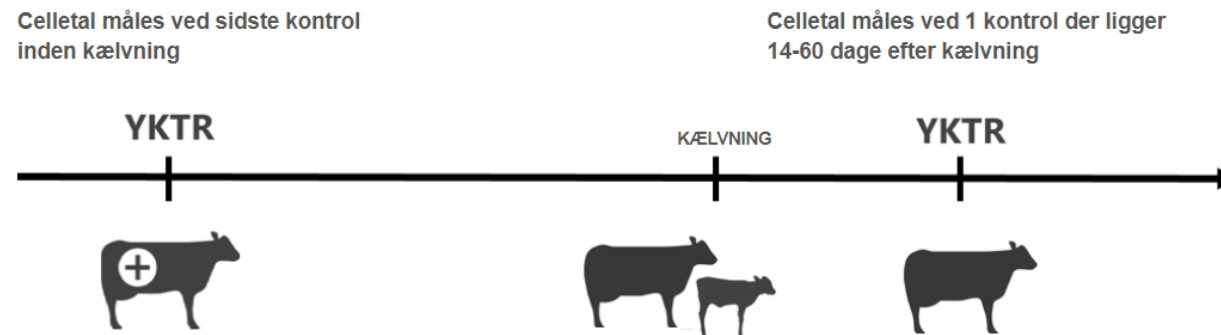 Celletal måles ved sidste kontrol
inden kælvning
Celletal måles ved 1 kontrol der ligger
14-60 dage efter kælvning
YKTR
KÆLVNING
YKTR